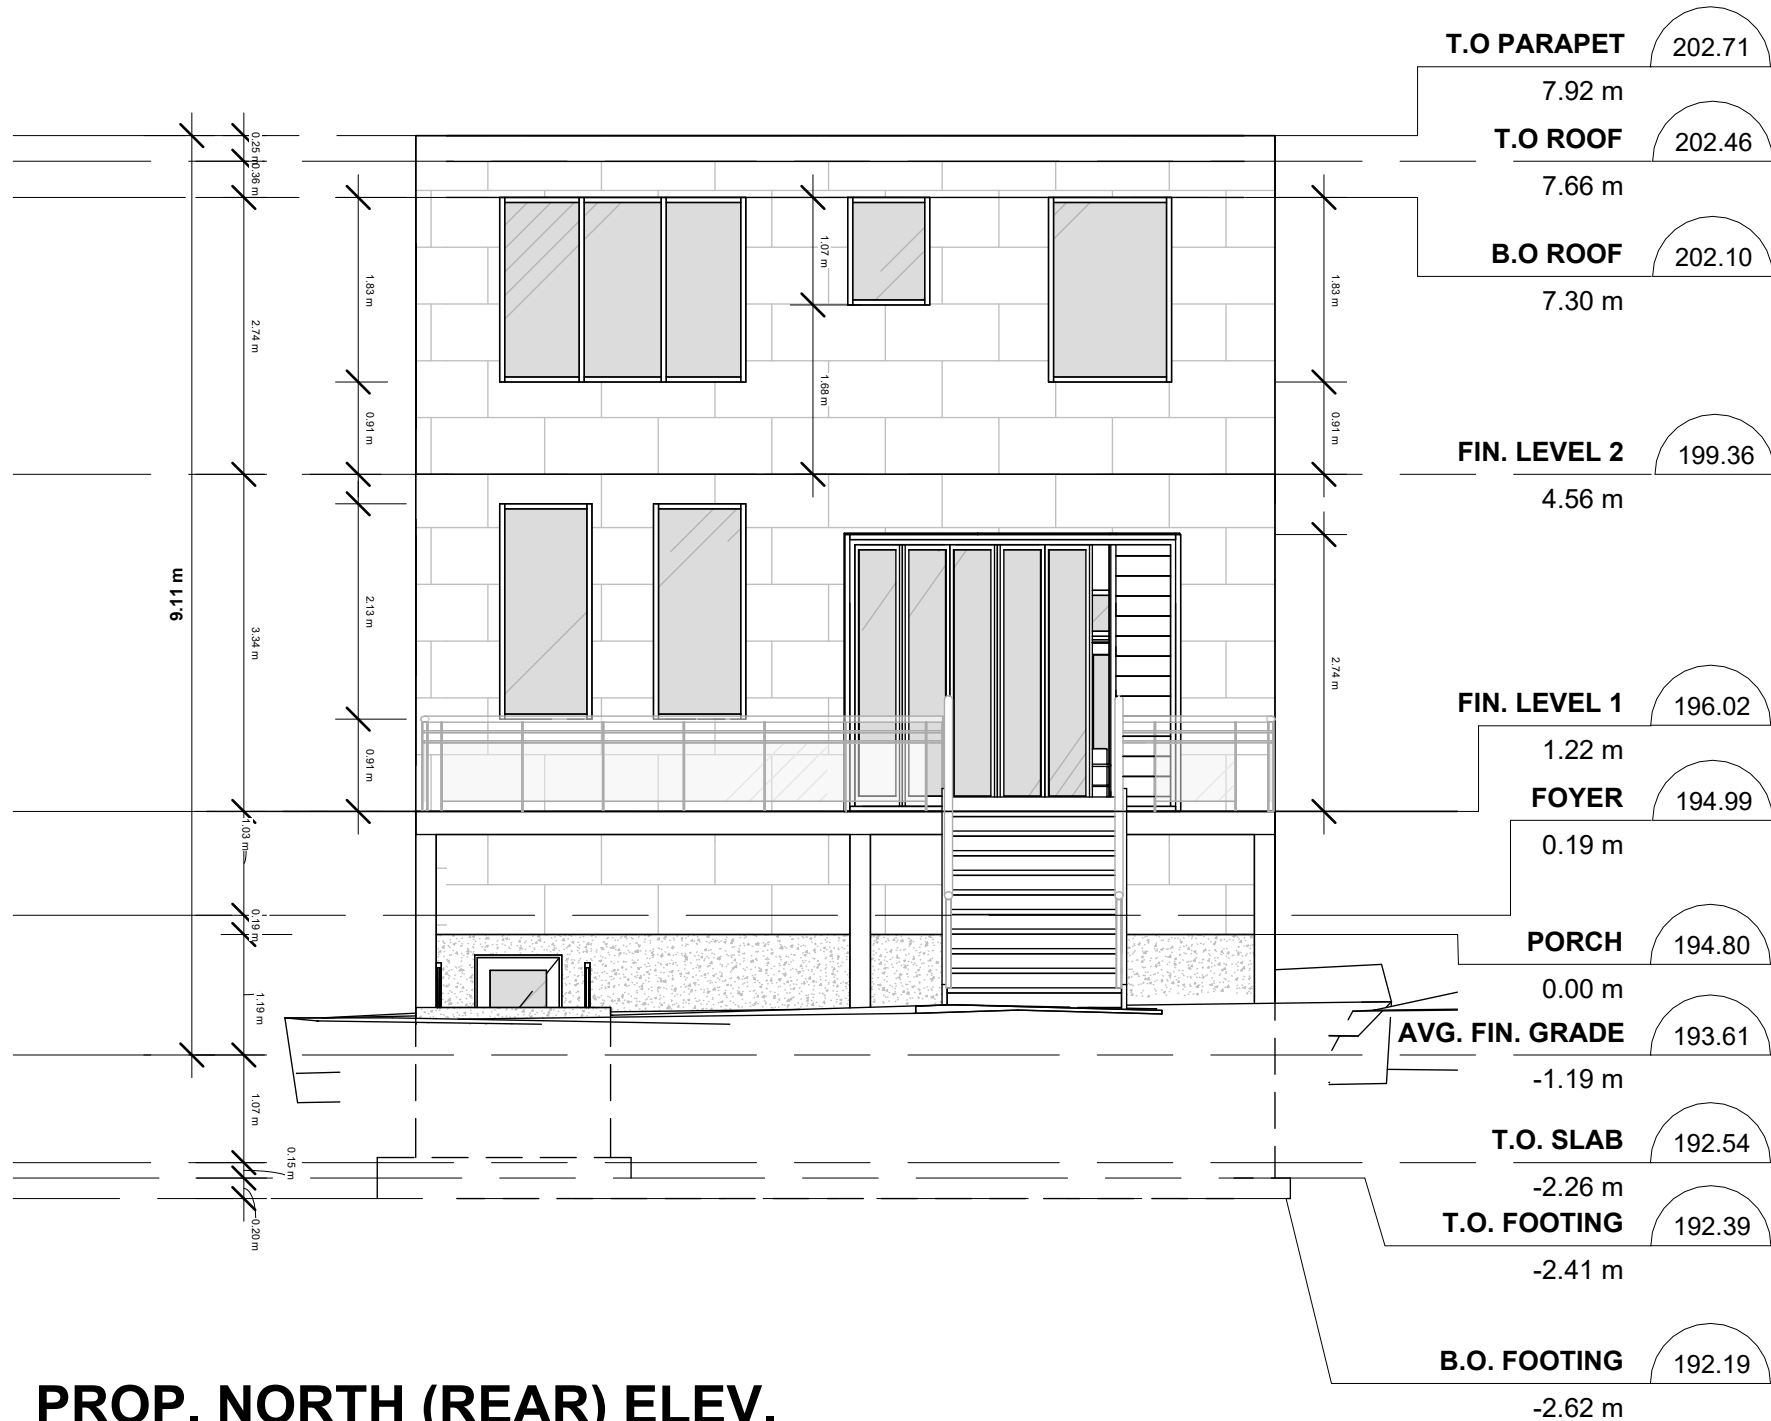 T.O PARAPET 202.71
7.92 m
T.O ROOF 202.46
7.66 m
B.O ROOF 202.10
7.30 m
FIN. LEVEL 2 199.36
4.56 m
FIN. LEVEL 1 196.02
1.22 m
FOYER 194.99
0.19 m
PORCH 194.80
0.00 m
AVG. FIN. GRADE 193.61
-1.19 m
T.O. SLAB 192.54
-2.26 m
T.O. FOOTING 192.39
-2.41 m
B.O. FOOTING 192.19
-2.62 m
9.11 m
0.25 m
0.36 m
2.74 m
3.34 m
1.03 m
0.19 m
1.19 m
1.07 m
0.15 m
0.20 m
1.83 m
0.91 m
2.13 m
0.91 m
1.07 m
1.68 m
1.83 m
0.91 m
2.74 m
PROP. NORTH (REAR) ELEV.